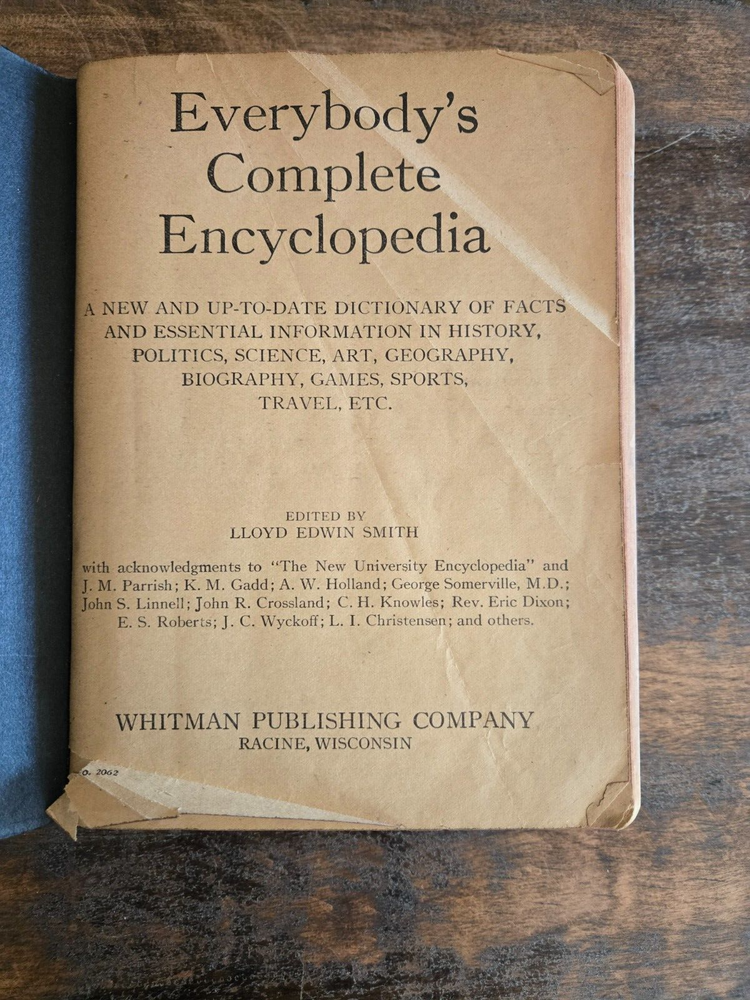 Everybody's
Complete
Encyclopedia
A NEW AND UP-TO-DATE DICTIONARY OF FACTS
AND ESSENTIAL INFORMATION IN HISTORY,
POLITICS, SCIENCE, ART, GEOGRAPHY,
BIOGRAPHY, GAMES, SPORTS,
TRAVEL, ETC.
EDITED BY
LLOYD EDWIN SMITH
with acknowledgments to "The New University Encyclopedia" and
J. M. Parrish; K. M. Gadd; A. W. Holland; George Somerville, M.D.;
John S. Linnell; John R. Crossland; C. H. Knowles; Rev. Eric Dixon;
E. S. Roberts; J. C. Wyckoff; L. I. Christensen; and others.
WHITMAN PUBLISHING COMPANY
RACINE, WISCONSIN
o. 2062